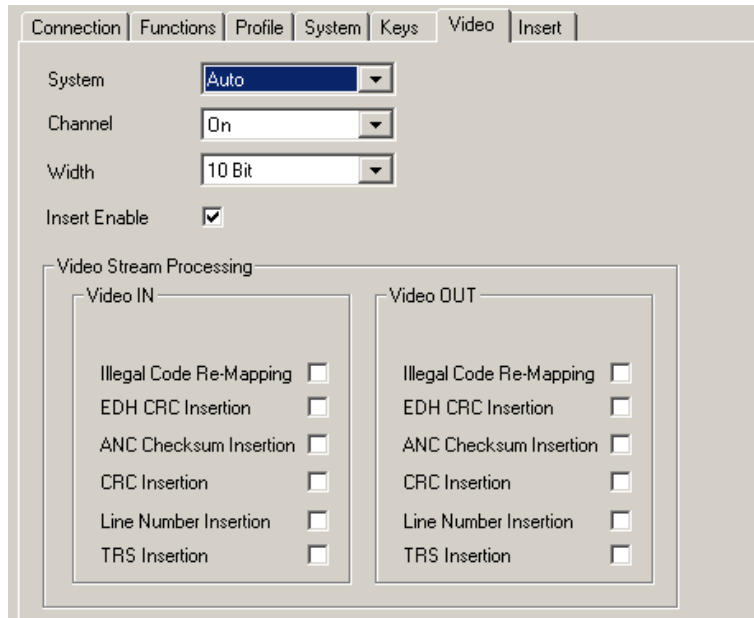 Connection Functions Profile System Keys Video Insert
System Auto
Channel On
Width 10 Bit
Insert Enable
Video Stream Processing
Video IN
Illegal Code Re-Mapping
EDH CRC Insertion
ANC Checksum Insertion
CRC Insertion
Line Number Insertion
TRS Insertion
Video OUT
Illegal Code Re-Mapping
EDH CRC Insertion
ANC Checksum Insertion
CRC Insertion
Line Number Insertion
TRS Insertion